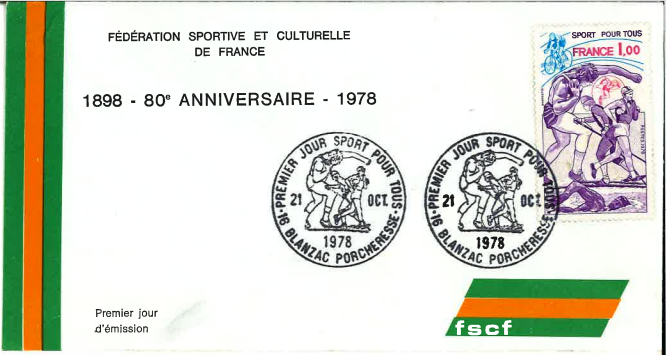 FÉDÉRATION SPORTIVE ET CULTURELLE
DE FRANCE
SPORT POUR TOUS
FRANCE 1,00
1898 - 80e ANNIVERSAIRE - 1978
PREMIER JOUR SPORT POUR TOUS
21 OCT.
1978
16 BLANZAC PORCHERESSE
PREMIER JOUR SPORT POUR TOUS
21 OCT.
1978
16 BLANZAC PORCHERESSE
Premier jour
d'émission
fscf